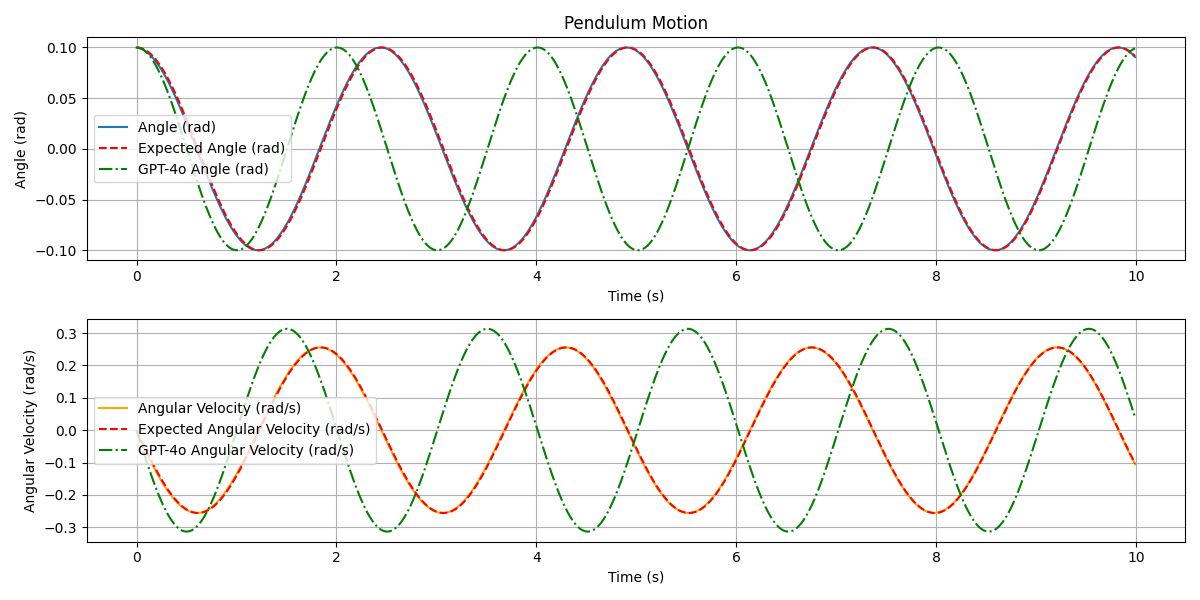 Pendulum Motion
0.10
0.05
0.00
−0.05
−0.10
Angle (rad)
Angle (rad)
Expected Angle (rad)
GPT-4o Angle (rad)
0 2 4 6 8 10
Time (s)
0.3
0.2
0.1
0.0
−0.1
−0.2
−0.3
Angular Velocity (rad/s)
Angular Velocity (rad/s)
Expected Angular Velocity (rad/s)
GPT-4o Angular Velocity (rad/s)
0 2 4 6 8 10
Time (s)